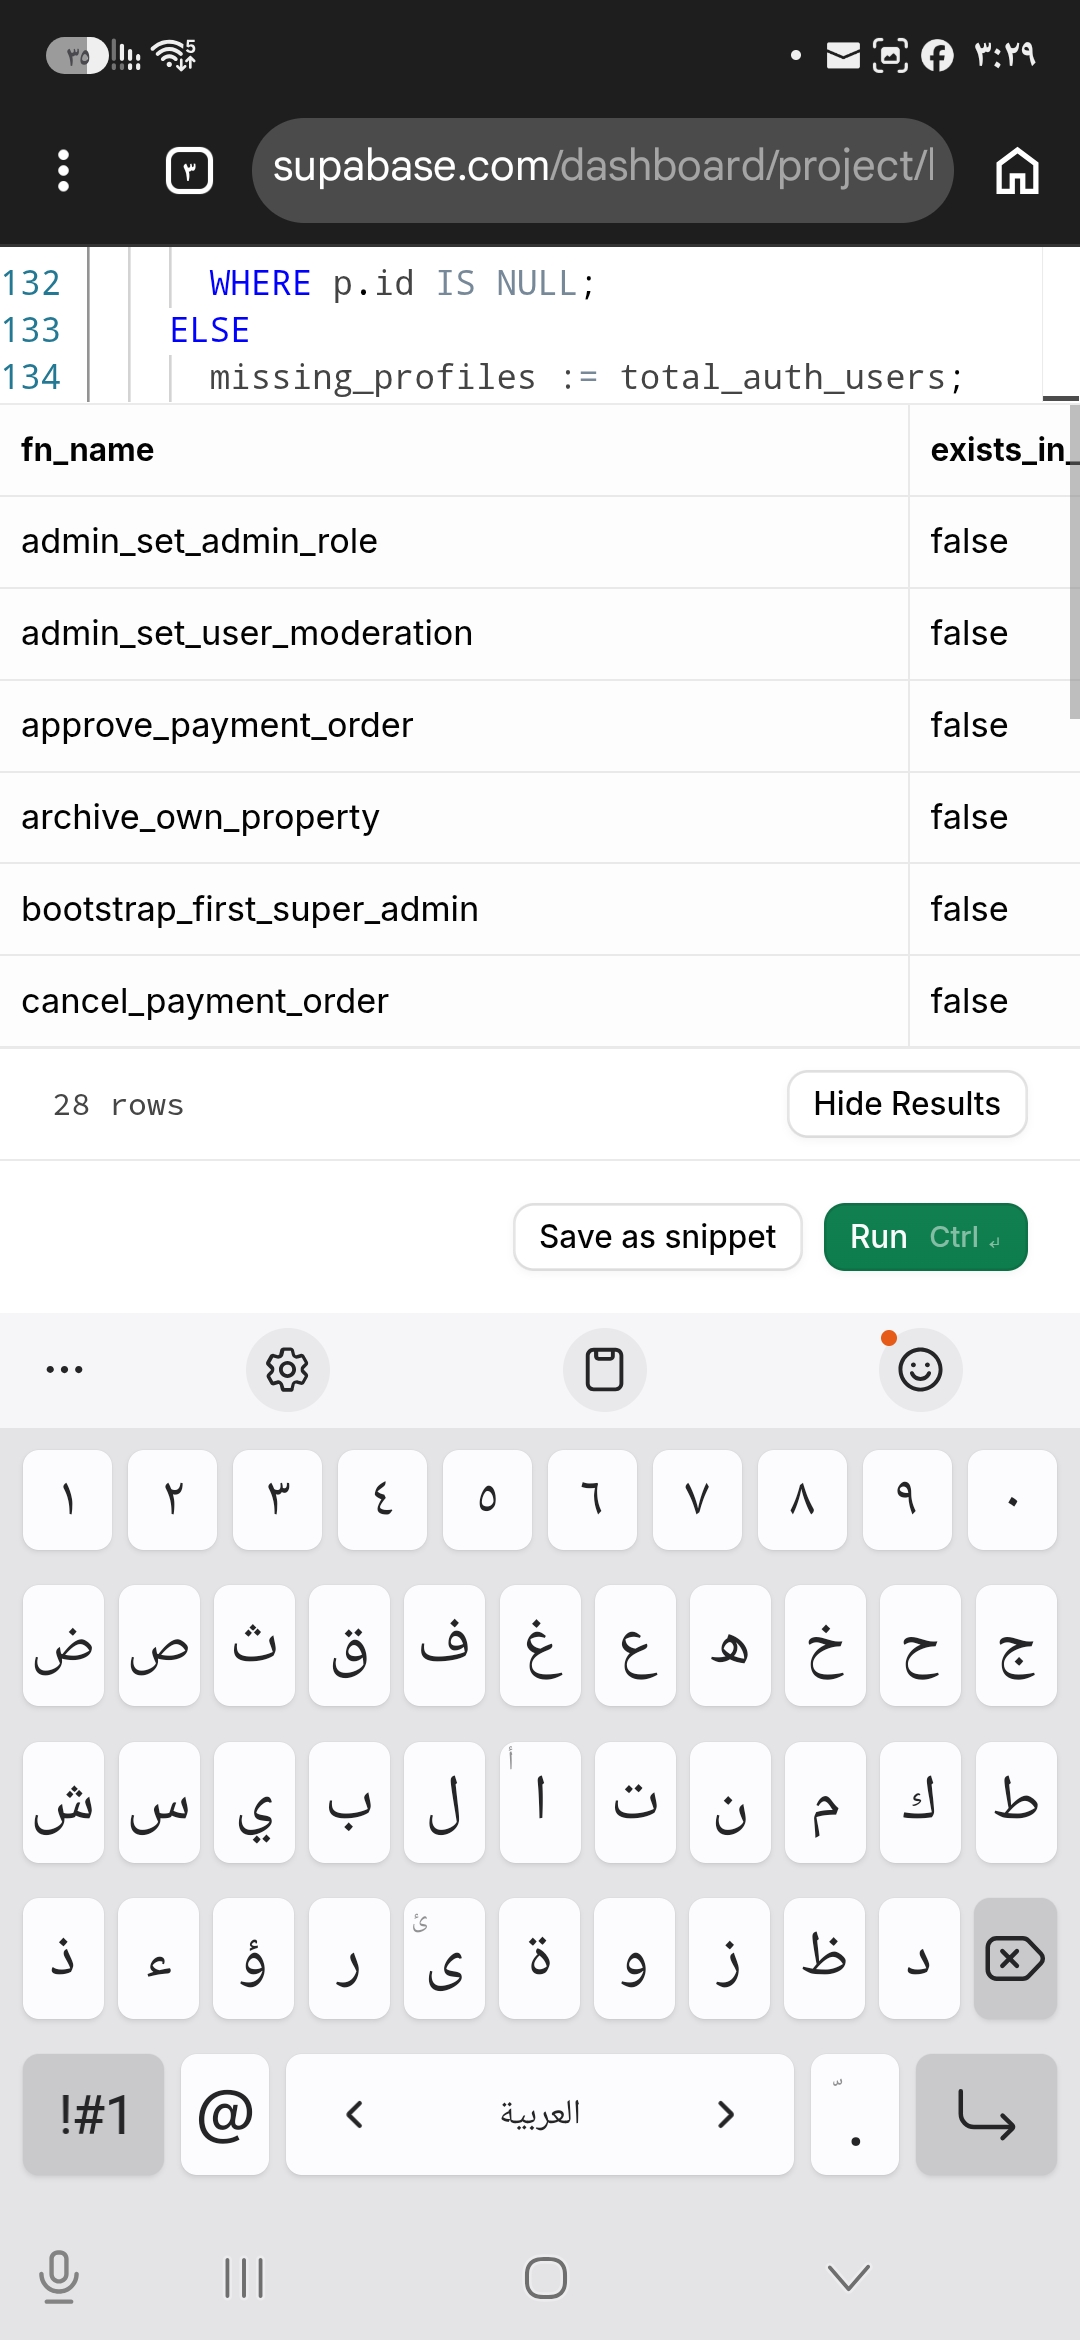 ٣٥ 5 ٣:٢٩
٣ supabase.com/dashboard/project/l
132 WHERE p.id IS NULL;
133 ELSE
134 missing_profiles := total_auth_users;
fn_name exists_in_
admin_set_admin_role false
admin_set_user_moderation false
approve_payment_order false
archive_own_property false
bootstrap_first_super_admin false
cancel_payment_order false
28 rows Hide Results
Save as snippet Run Ctrl ↵
١ ٢ ٣ ٤ ٥ ٦ ٧ ٨ ٩ ٠
ض ص ث ق ف غ ع ه خ ح ج
ش س ي ب ل أ ا ت ن م ك ط
ذ ء ؤ ر ئ ى ة و ز ظ د
!#1 @ < العربية > .